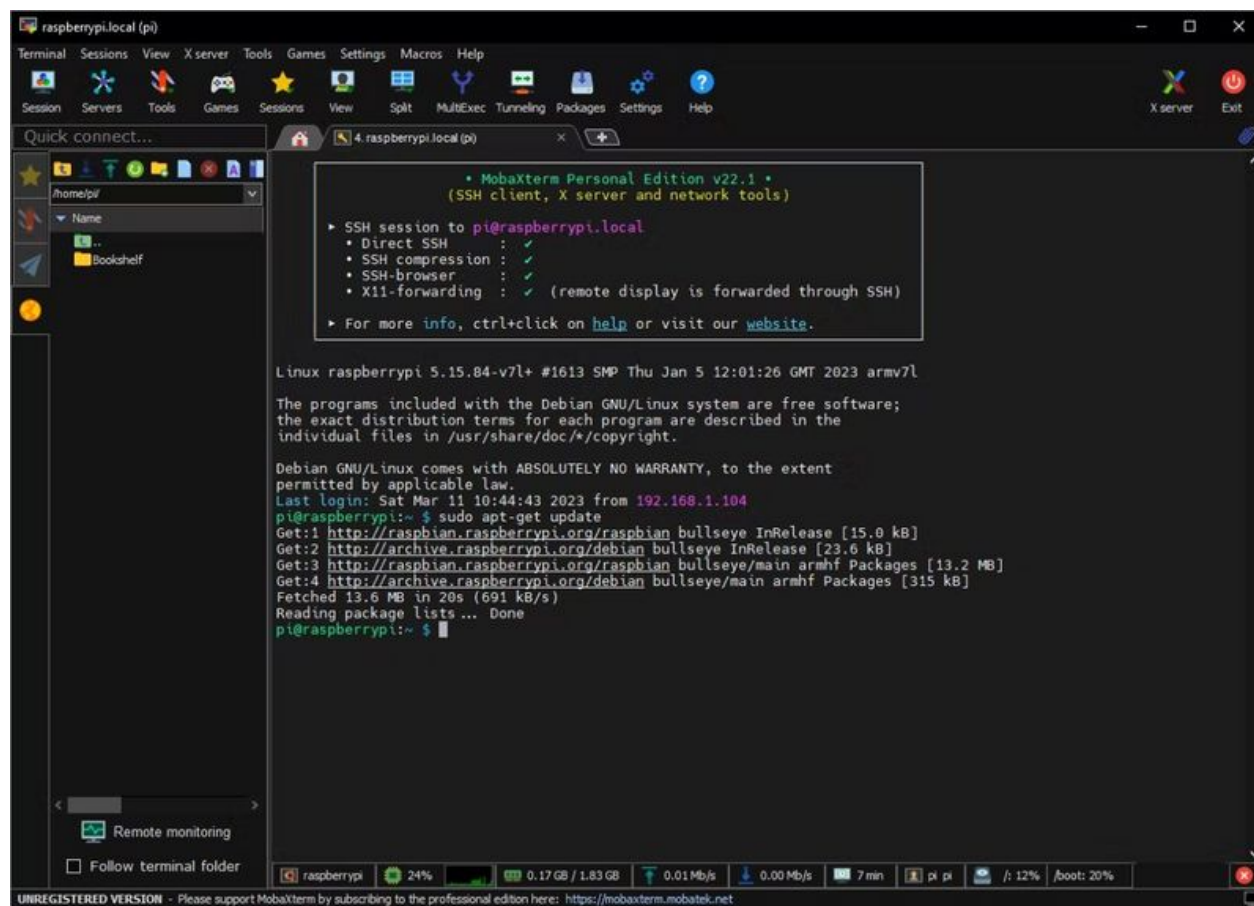 raspberrypi.local (pi)
Terminal Sessions View X server Tools Games Settings Macros Help
Session Servers Tools Games Sessions View Split MultiExec Tunneling Packages Settings Help X server Exit
Quick connect...
4. raspberrypi.local (pi)
/home/pi/
Name
..
Bookshelf
• MobaXterm Personal Edition v22.1 •
(SSH client, X server and network tools)
► SSH session to pi@raspberrypi.local
• Direct SSH : ✔
• SSH compression : ✔
• SSH-browser : ✔
• X11-forwarding : ✔ (remote display is forwarded through SSH)
► For more info, ctrl+click on help or visit our website.
Linux raspberrypi 5.15.84-v7l+ #1613 SMP Thu Jan 5 12:01:26 GMT 2023 armv7l
The programs included with the Debian GNU/Linux system are free software;
the exact distribution terms for each program are described in the
individual files in /usr/share/doc/*/copyright.
Debian GNU/Linux comes with ABSOLUTELY NO WARRANTY, to the extent
permitted by applicable law.
Last login: Sat Mar 11 10:44:43 2023 from 192.168.1.104
pi@raspberrypi:~ $ sudo apt-get update
Get:1 http://raspbian.raspberrypi.org/raspbian bullseye InRelease [15.0 kB]
Get:2 http://archive.raspberrypi.org/debian bullseye InRelease [23.6 kB]
Get:3 http://raspbian.raspberrypi.org/raspbian bullseye/main armhf Packages [13.2 MB]
Get:4 http://archive.raspberrypi.org/debian bullseye/main armhf Packages [315 kB]
Fetched 13.6 MB in 20s (691 kB/s)
Reading package lists... Done
pi@raspberrypi:~ $
Remote monitoring
Follow terminal folder
raspberrypi 24% 0.17 GB / 1.83 GB 0.01 Mb/s 0.00 Mb/s 7 min pi pi /: 12% /boot: 20%
UNREGISTERED VERSION - Please support MobaXterm by subscribing to the professional edition here: https://mobaxterm.mobatek.net